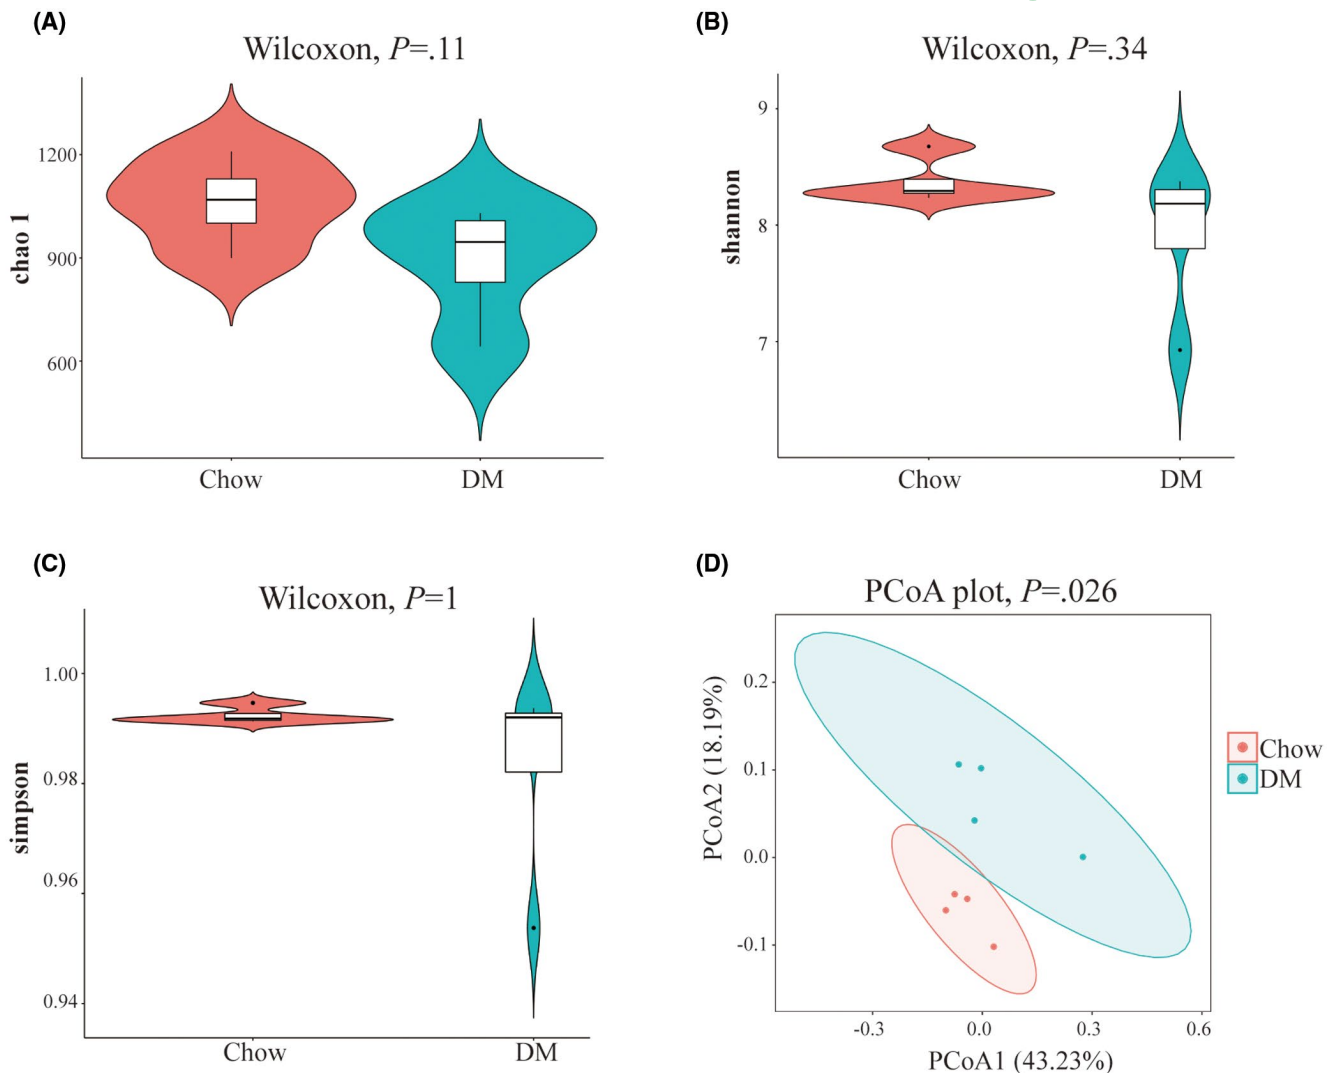 (A)
Wilcoxon, P=.11
chao 1
1200
900
600
Chow
DM
(B)
Wilcoxon, P=.34
shannon
9
8
7
Chow
DM
(C)
Wilcoxon, P=1
simpson
1.00
0.98
0.96
0.94
Chow
DM
(D)
PCoA plot, P=.026
PCoA2 (18.19%)
0.2
0.1
0.0
-0.1
-0.3
0.0
0.3
0.6
PCoA1 (43.23%)
Chow
DM